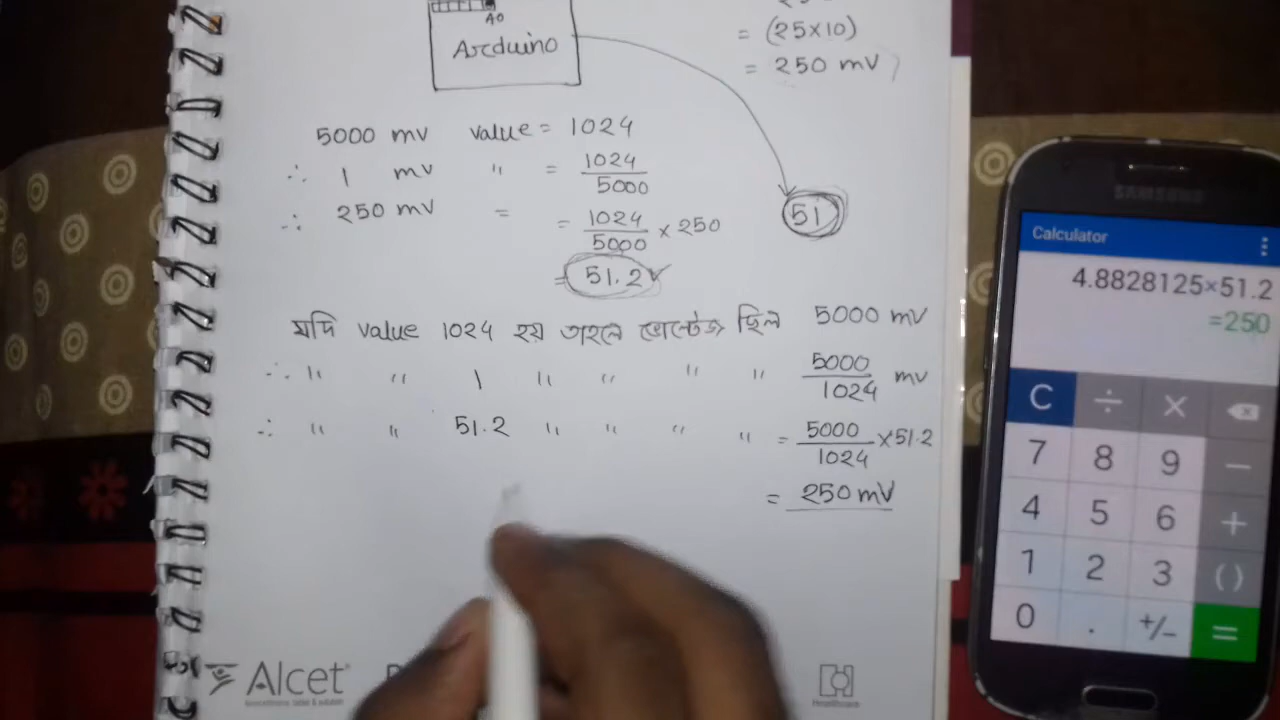 A0
Arduino
= (25×10)
= 250 mV
5000 mv value = 1024
∴ 1 mv " = 1024/5000
∴ 250 mv = = 1024/5000 × 250
= 51.2
51
যদি value 1024 হয় তাহলে ভোল্টেজ ছিল 5000 mV
∴ " " 1 " " " " 5000/1024 mv
∴ " " 51.2 " " " " = 5000/1024 ×51.2
= 250 mV
Alcet
Healthcare
SAMSUNG
Calculator
4.8828125×51.2
=250
C ÷ ×
7 8 9 −
4 5 6 +
1 2 3 ()
0 . +/− =